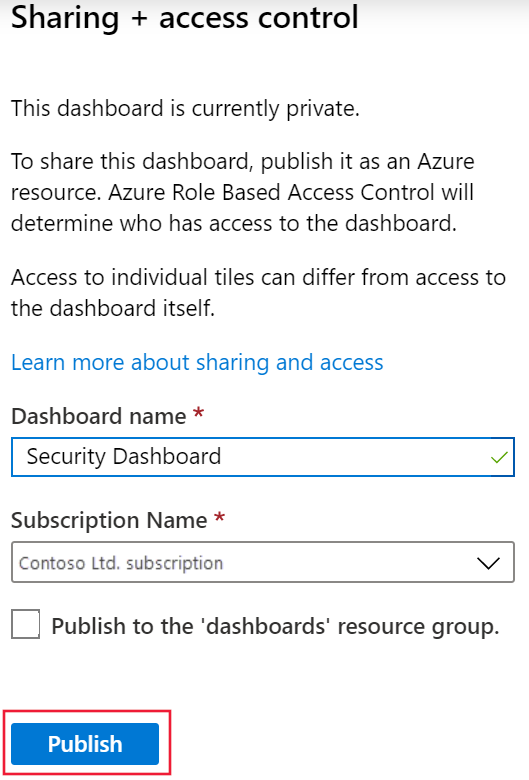 Sharing + access control
This dashboard is currently private.
To share this dashboard, publish it as an Azure
resource. Azure Role Based Access Control will
determine who has access to the dashboard.
Access to individual tiles can differ from access to
the dashboard itself.
Learn more about sharing and access
Dashboard name *
Security Dashboard
Subscription Name *
Contoso Ltd. subscription
Publish to the 'dashboards' resource group.
Publish